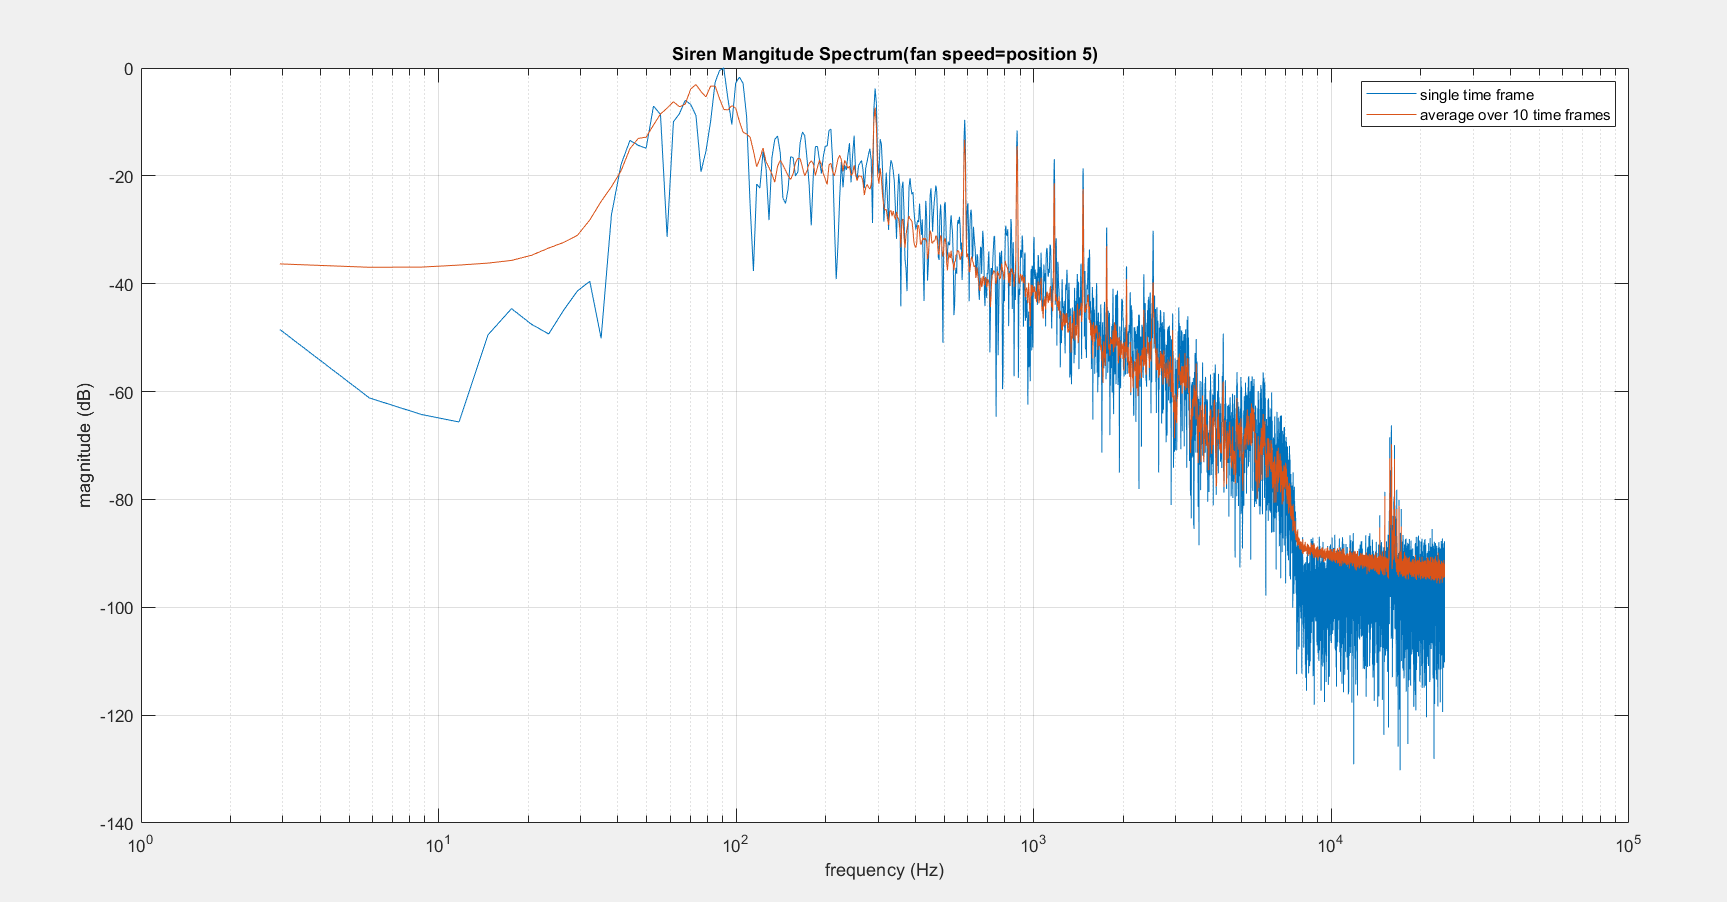 Siren Mangitude Spectrum(fan speed=position 5)
single time frame
average over 10 time frames
magnitude (dB)
0
-20
-40
-60
-80
-100
-120
-140
10^0 10^1 10^2 10^3 10^4 10^5
frequency (Hz)